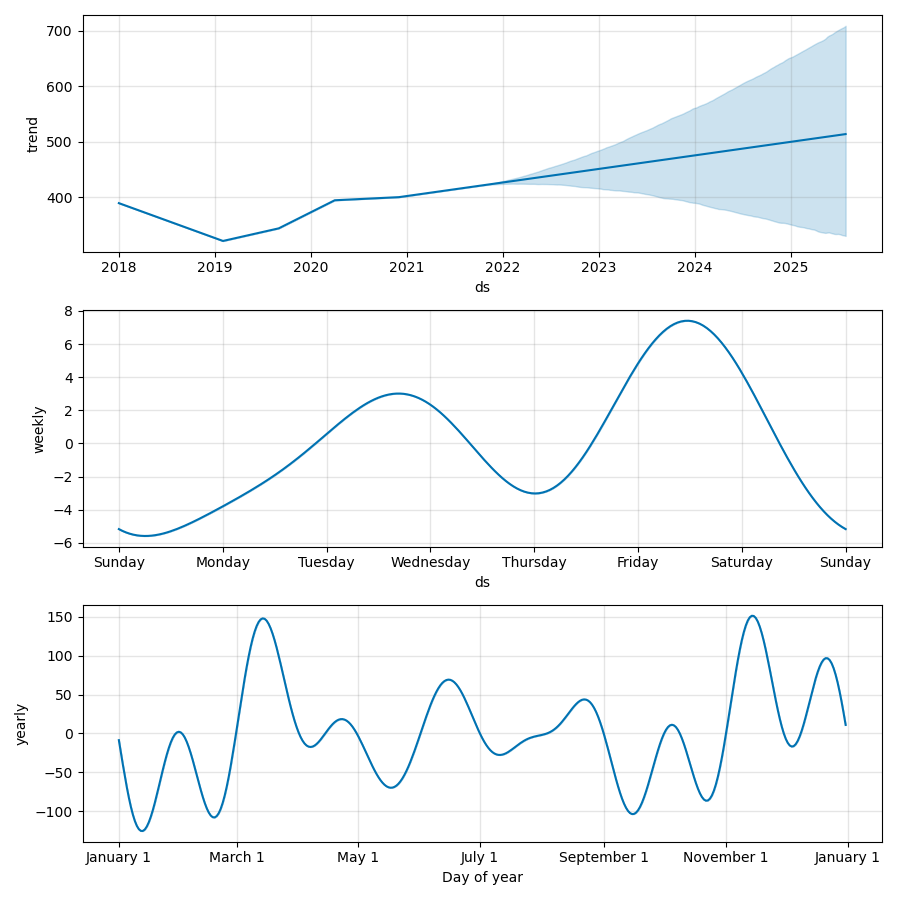 700
600
500
400
trend
2018 2019 2020 2021 2022 2023 2024 2025
ds
8
6
4
2
0
−2
−4
−6
weekly
Sunday Monday Tuesday Wednesday Thursday Friday Saturday Sunday
ds
150
100
50
0
−50
−100
yearly
January 1 March 1 May 1 July 1 September 1 November 1 January 1
Day of year